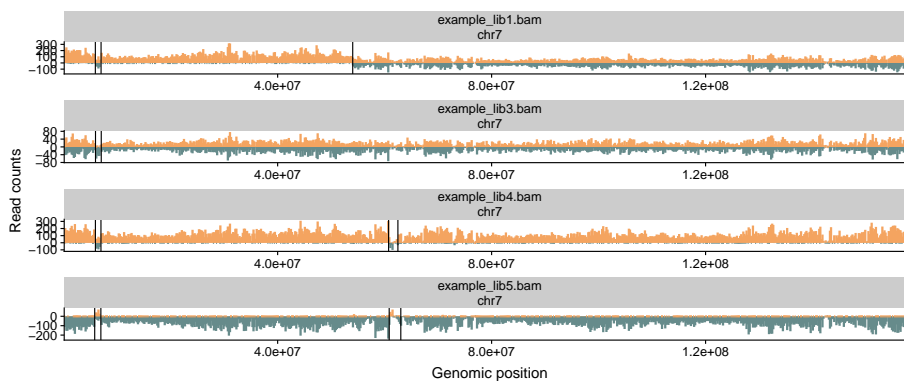 example_lib1.bam
chr7
300
200
100
0
−100
4.0e+07 8.0e+07 1.2e+08
example_lib3.bam
chr7
80
40
0
−40
−80
4.0e+07 8.0e+07 1.2e+08
example_lib4.bam
chr7
300
200
100
0
−100
4.0e+07 8.0e+07 1.2e+08
example_lib5.bam
chr7
0
−100
−200
4.0e+07 8.0e+07 1.2e+08
Read counts
Genomic position